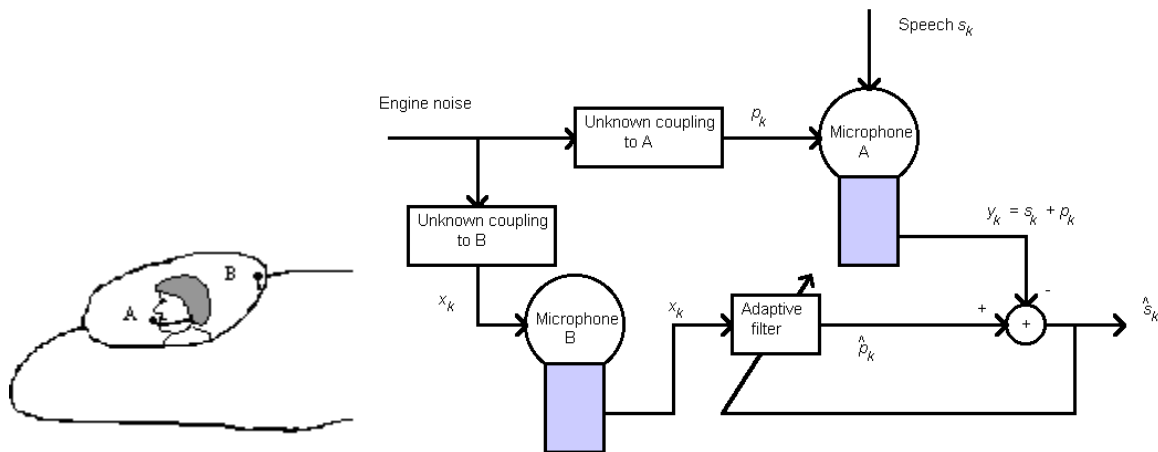 Speech s_k
Engine noise
Unknown coupling
to A
p_k
Microphone
A
Unknown coupling
to B
y_k = s_k + p_k
B
A
x_k
Microphone
B
x_k
Adaptive
filter
p̂_k
+
-
+
ŝ_k